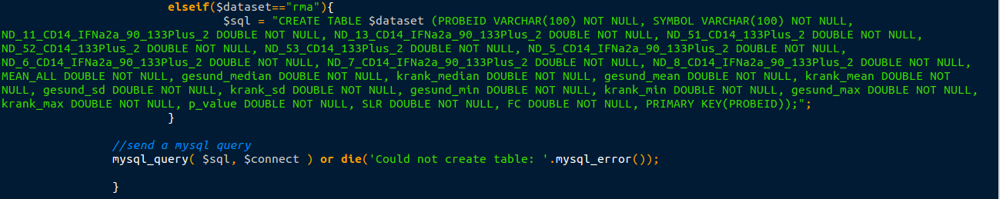 elseif($dataset=="rma"){
$sql = "CREATE TABLE $dataset (PROBEID VARCHAR(100) NOT NULL, SYMBOL VARCHAR(100) NOT NULL,
ND_11_CD14_IFNa2a_90_133Plus_2 DOUBLE NOT NULL, ND_13_CD14_IFNa2a_90_133Plus_2 DOUBLE NOT NULL, ND_51_CD14_133Plus_2 DOUBLE NOT NULL,
ND_52_CD14_133Plus_2 DOUBLE NOT NULL, ND_53_CD14_133Plus_2 DOUBLE NOT NULL, ND_5_CD14_IFNa2a_90_133Plus_2 DOUBLE NOT NULL,
ND_6_CD14_IFNa2a_90_133Plus_2 DOUBLE NOT NULL, ND_7_CD14_IFNa2a_90_133Plus_2 DOUBLE NOT NULL, ND_8_CD14_IFNa2a_90_133Plus_2 DOUBLE NOT NULL,
MEAN_ALL DOUBLE NOT NULL, gesund_median DOUBLE NOT NULL, krank_median DOUBLE NOT NULL, gesund_mean DOUBLE NOT NULL, krank_mean DOUBLE NOT
NULL, gesund_sd DOUBLE NOT NULL, krank_sd DOUBLE NOT NULL, gesund_min DOUBLE NOT NULL, krank_min DOUBLE NOT NULL, gesund_max DOUBLE NOT NULL,
krank_max DOUBLE NOT NULL, p_value DOUBLE NOT NULL, SLR DOUBLE NOT NULL, FC DOUBLE NOT NULL, PRIMARY KEY(PROBEID));";
}
//send a mysql query
mysql_query( $sql, $connect ) or die('Could not create table: '.mysql_error());
}